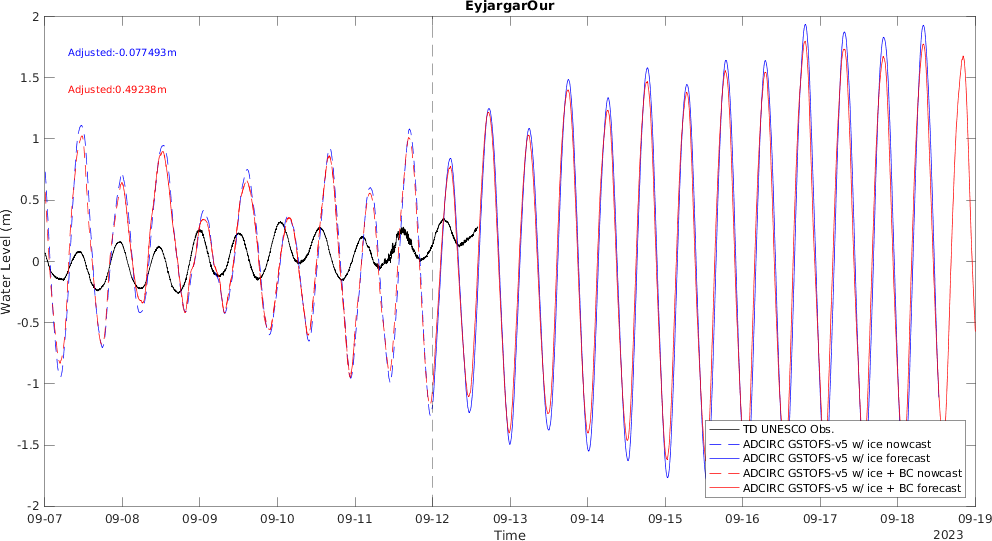 EyjargarOur
Adjusted:-0.077493m
Adjusted:0.49238m
Water Level (m)
2
1.5
1
0.5
0
-0.5
-1
-1.5
-2
TD UNESCO Obs.
ADCIRC GSTOFS-v5 w/ ice nowcast
ADCIRC GSTOFS-v5 w/ ice forecast
ADCIRC GSTOFS-v5 w/ ice + BC nowcast
ADCIRC GSTOFS-v5 w/ ice + BC forecast
09-07 09-08 09-09 09-10 09-11 09-12 09-13 09-14 09-15 09-16 09-17 09-18 09-19
Time
2023